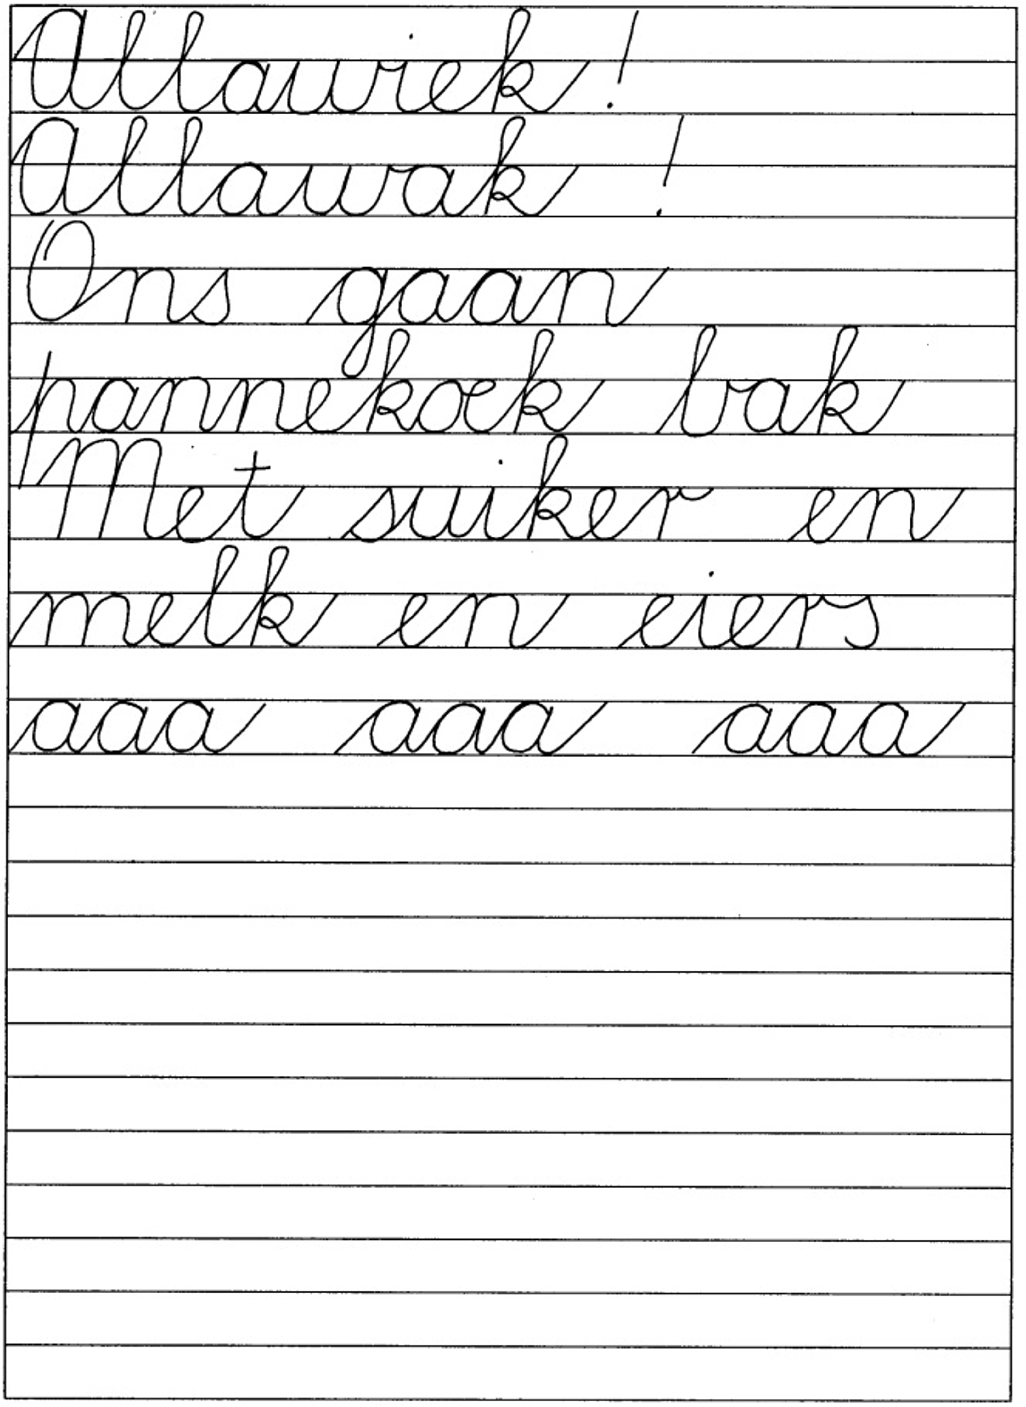 Allawiek!
Allawak!
Ons gaan
pannekoek bak
Met suiker en
melk en eiers
aaa aaa aaa